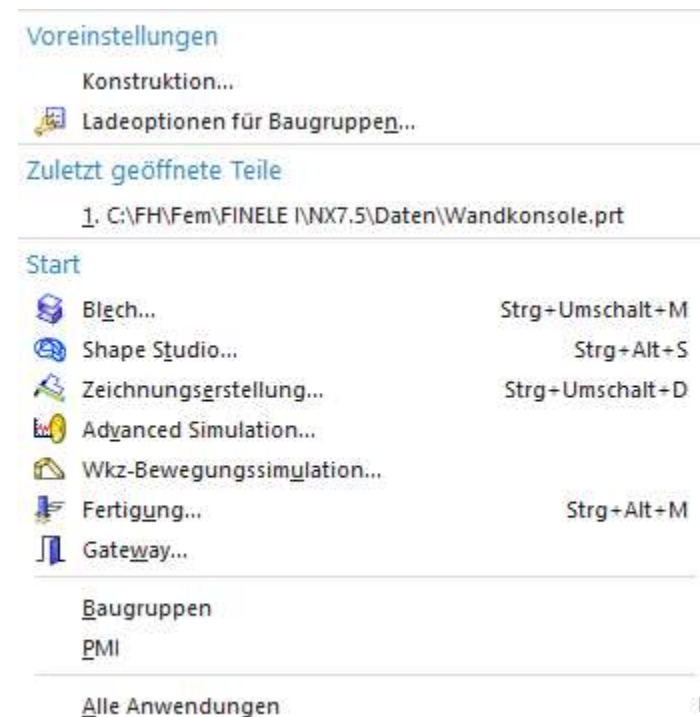 Voreinstellungen
Konstruktion...
Ladeoptionen für Baugruppen...
Zuletzt geöffnete Teile
1. C:\FH\Fem\FINELE I\NX7.5\Daten\Wandkonsole.prt
Start
Blech... Strg+Umschalt+M
Shape Studio... Strg+Alt+S
Zeichnungserstellung... Strg+Umschalt+D
Advanced Simulation...
Wkz-Bewegungssimulation...
Fertigung... Strg+Alt+M
Gateway...
Baugruppen
PMI
Alle Anwendungen